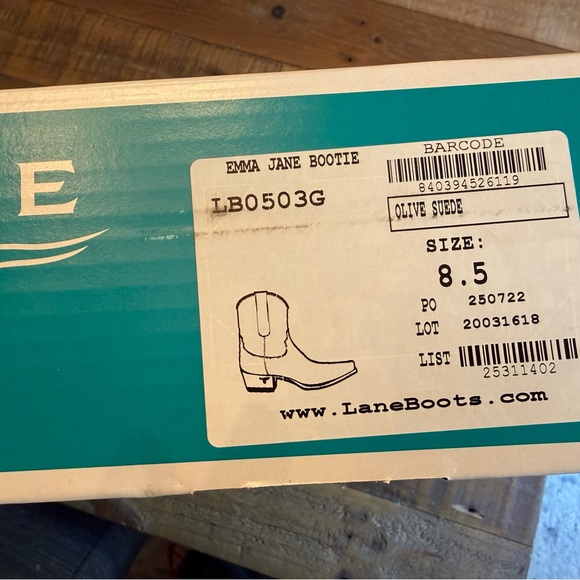 E
EMMA JANE BOOTIE
LB0503G
BARCODE
840394526119
OLIVE SUEDE
SIZE:
8.5
PO 250722
LOT 20031618
LIST
25311402
www.LaneBoots.com